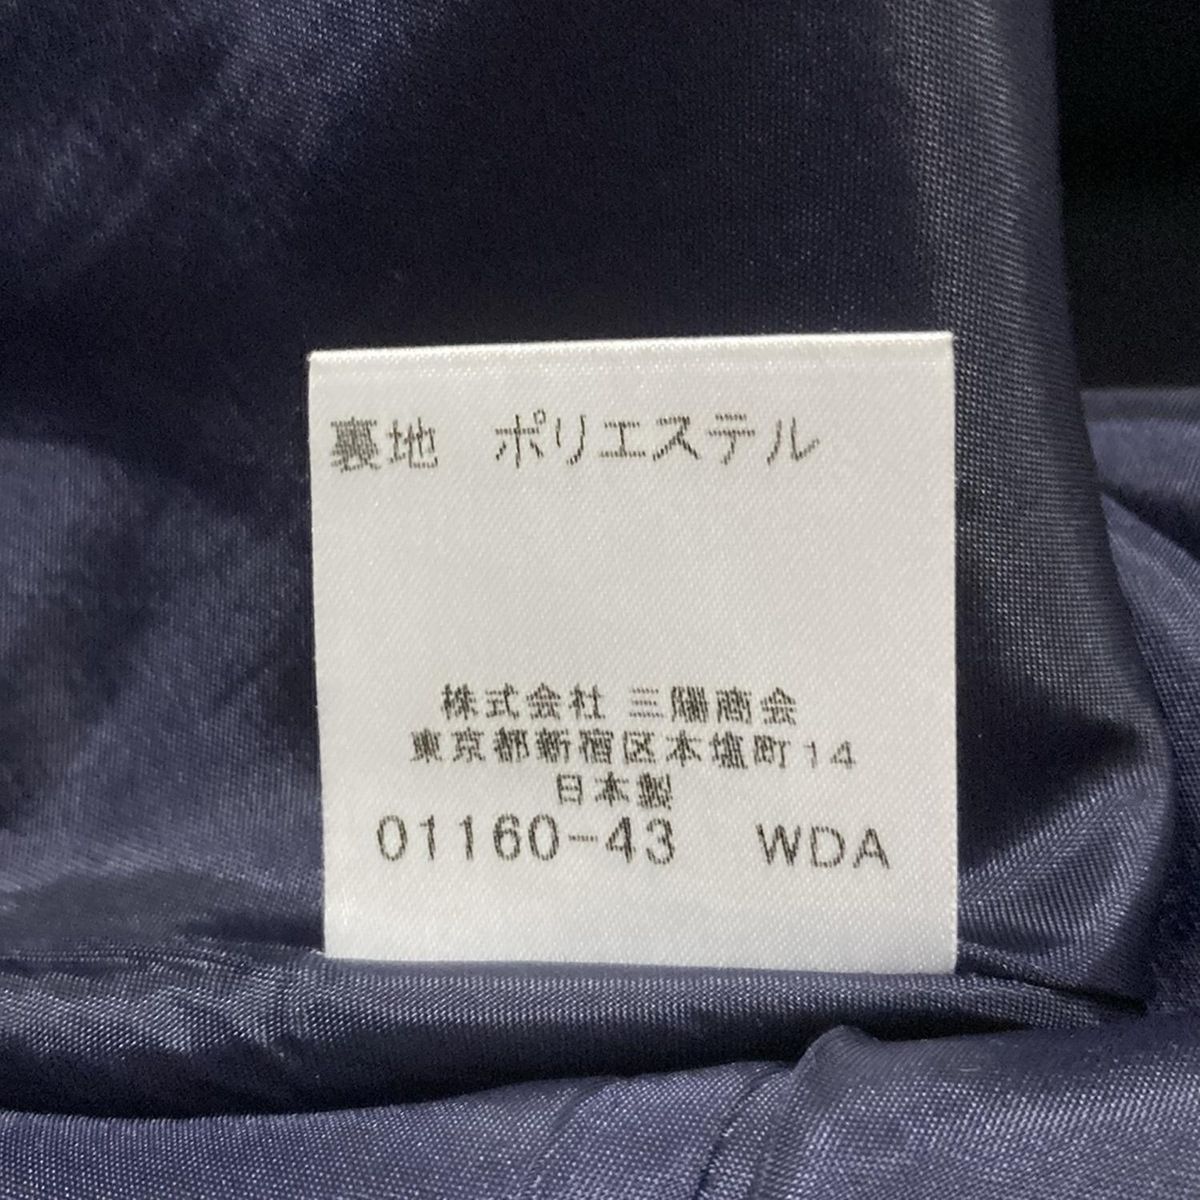 裏地　ポリエステル
株式会社 三陽商会
東京都新宿区本塩町14
日本製
01160-43　WDA